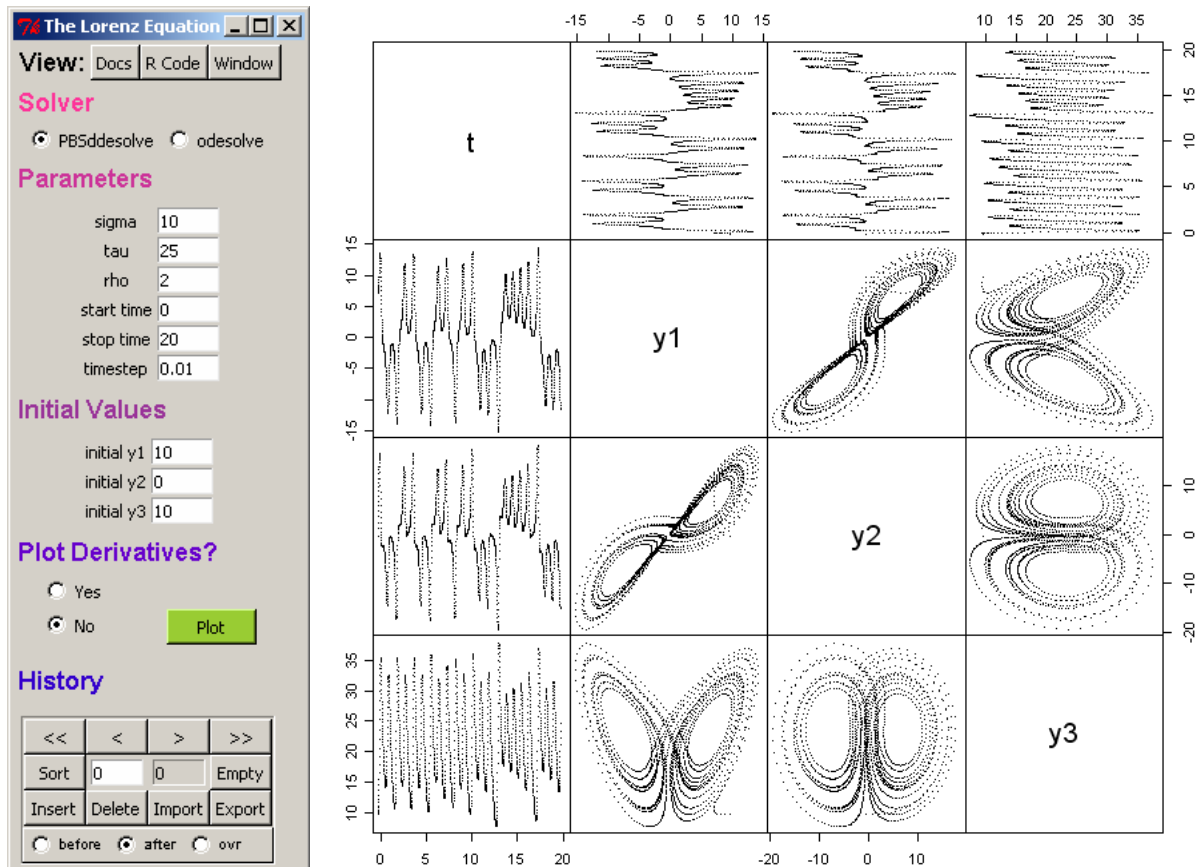 The Lorenz Equation
View: Docs R Code Window
Solver
PBSddesolve odesolve
Parameters
sigma 10
tau 25
rho 2
start time 0
stop time 20
timestep 0.01
Initial Values
initial y1 10
initial y2 0
initial y3 10
Plot Derivatives?
Yes
No Plot
History
<< < > >>
Sort 0 0 Empty
Insert Delete Import Export
before after ovr
-15 -5 0 5 10 15
10 15 20 25 30 35
t
0 5 10 15 20
-15 -5 0 5 10 15
y1
y2
-20 -10 0 10
10 15 20 25 30 35
y3
0 5 10 15 20
-20 -10 0 10